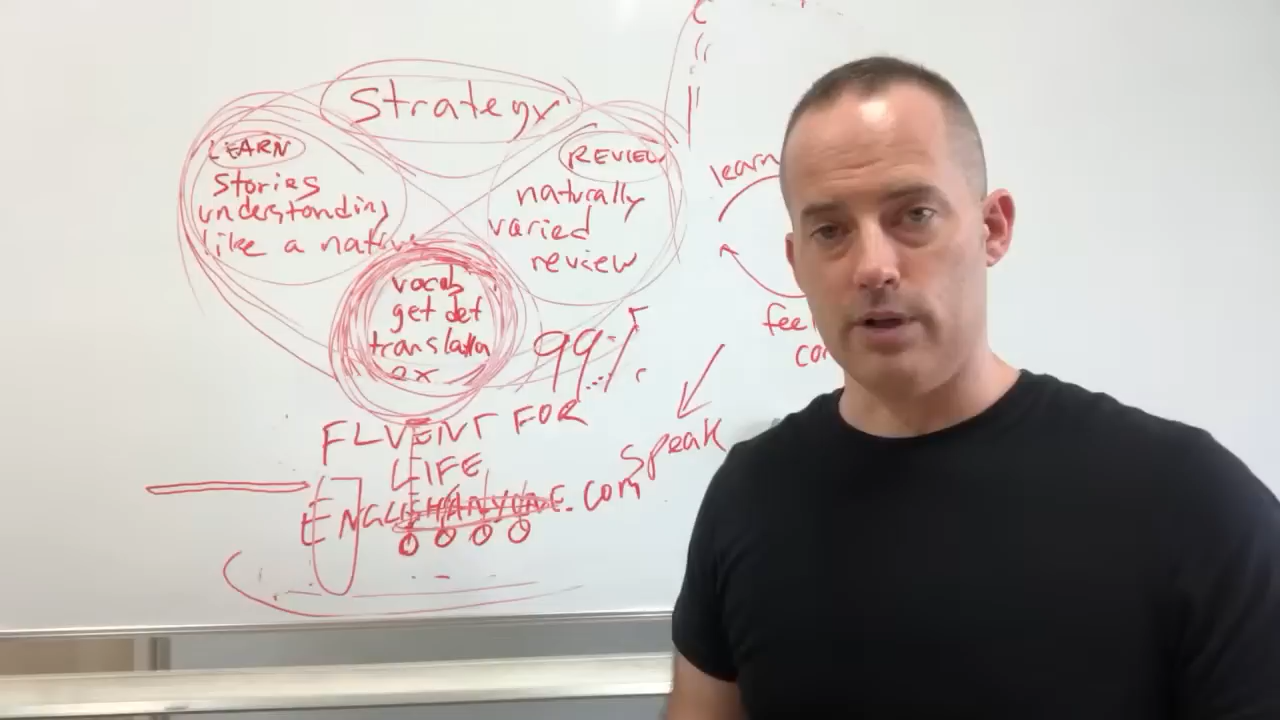 Strategy
LEARN
stories
understanding
like a native
REVIEW
naturally
varied
review
vocab
get def
translation
ex
99%
learn
speak
FLUENT FOR
LIFE
ENGLISHANYONE.com